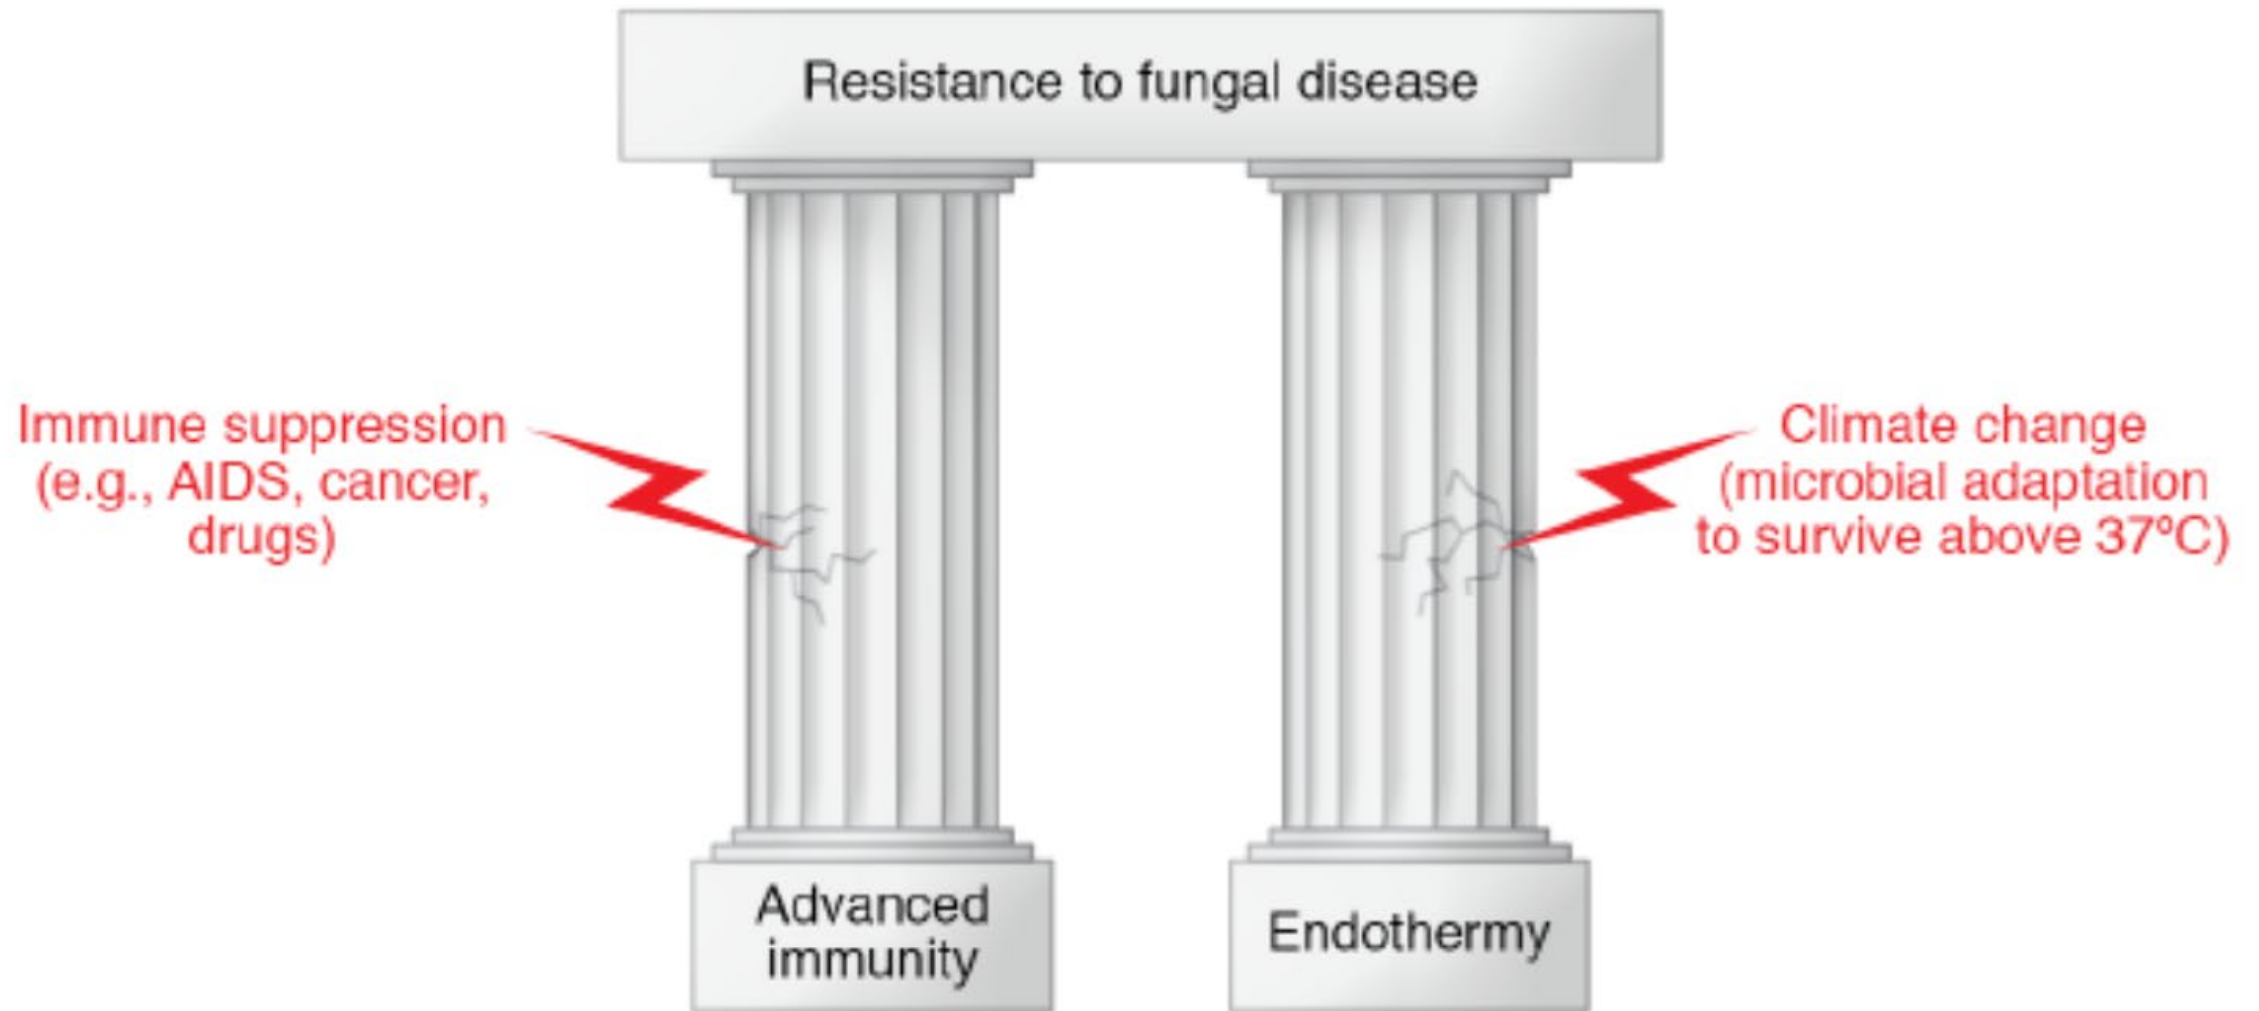 Resistance to fungal disease
Immune suppression
(e.g., AIDS, cancer,
drugs)
Climate change
(microbial adaptation
to survive above 37ºC)
Advanced
immunity
Endothermy